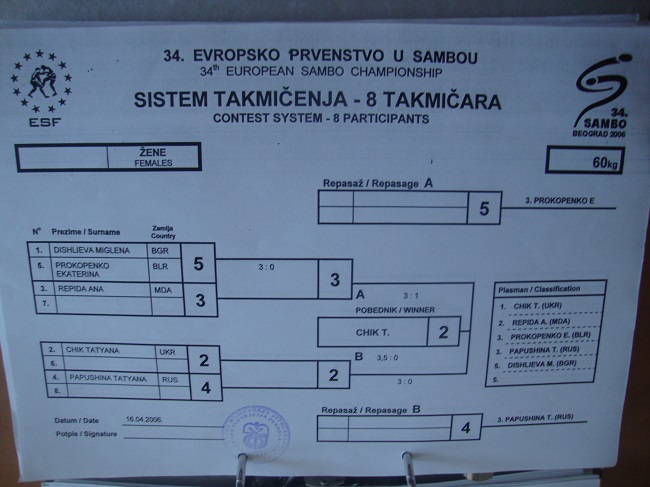 34. EVROPSKO PRVENSTVO U SAMBOU
34th EUROPEAN SAMBO CHAMPIONSHIP
SISTEM TAKMIČENJA - 8 TAKMIČARA
CONTEST SYSTEM - 8 PARTICIPANTS
ESF
34.
SAMBO
BEOGRAD 2006
ŽENE
FEMALES
60kg
Repasaž / Repasage A
5
3. PROKOPENKO E
N° Prezime / Surname Zemlja
Country
1. DISHLIEVA MIGLENA BGR
5. PROKOPENKO
EKATERINA BLR
5
3. REPIDA ANA MDA
7.
3
3 : 0
3
A
3 : 1
POBEDNIK / WINNER
CHIK T. 2
B
3,5 : 0
3 : 0
2. CHIK TATYANA UKR
6.
2
4. PAPUSHINA TATYANA RUS
8.
4
2
Plasman / Classification
1. CHIK T. (UKR)
2. REPIDA A. (MDA)
3. PROKOPENKO E. (BLR)
3. PAPUSHINA T. (RUS)
5. DISHLIEVA M. (BGR)
5.
Datum / Date 16.04.2006.
Potpis / Signature
Repasaž / Repasage B
4
3. PAPUSHINA T. (RUS)